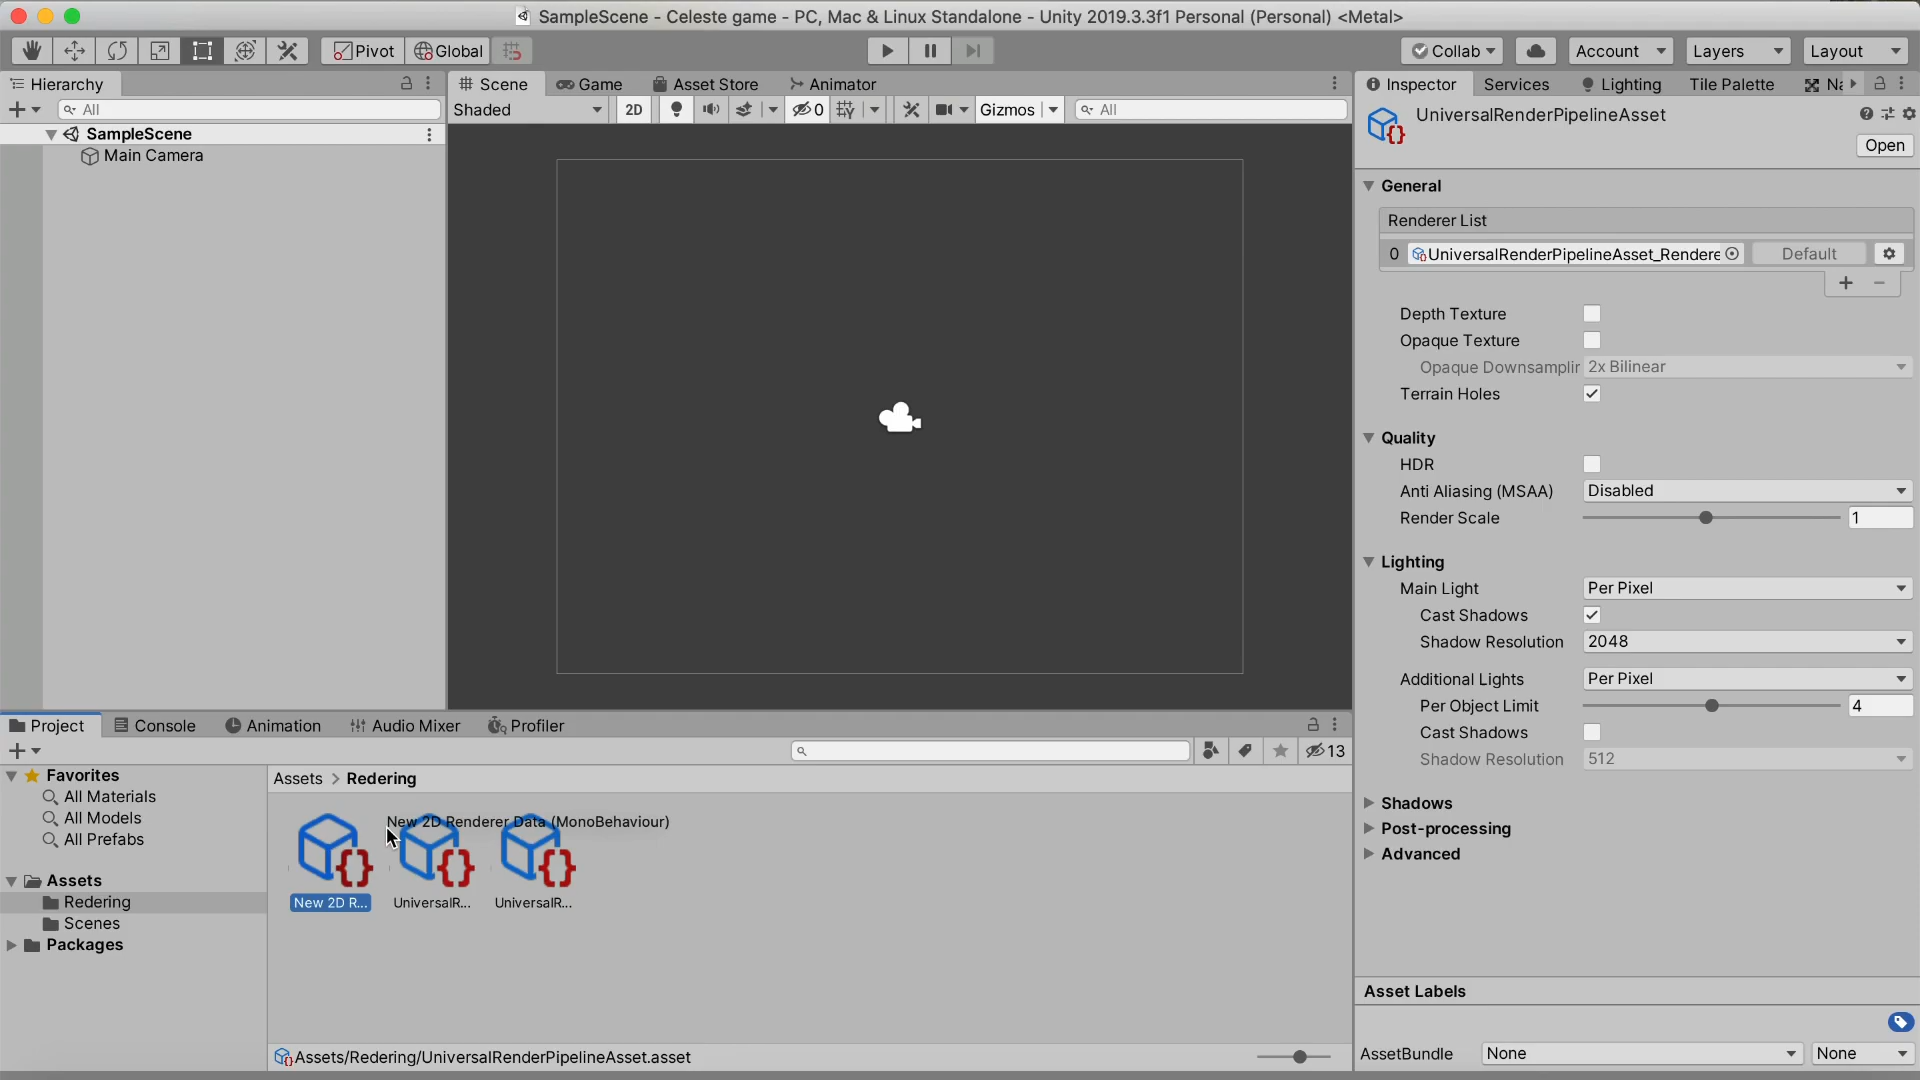 SampleScene - Celeste game - PC, Mac & Linux Standalone - Unity 2019.3.3f1 Personal (Personal) <Metal>
Pivot
Global
Collab
Account
Layers
Layout
Hierarchy
All
SampleScene
Main Camera
Scene
Game
Asset Store
Animator
Shaded
2D
0
Gizmos
All
Inspector
Services
Lighting
Tile Palette
Na
UniversalRenderPipelineAsset
Open
General
Renderer List
0 UniversalRenderPipelineAsset_Rendere
Default
Depth Texture
Opaque Texture
Opaque Downsamplir 2x Bilinear
Terrain Holes
Quality
HDR
Anti Aliasing (MSAA) Disabled
Render Scale 1
Lighting
Main Light Per Pixel
Cast Shadows
Shadow Resolution 2048
Additional Lights Per Pixel
Per Object Limit 4
Cast Shadows
Shadow Resolution 512
Shadows
Post-processing
Advanced
Asset Labels
AssetBundle None None
Project
Console
Animation
Audio Mixer
Profiler
13
Favorites
All Materials
All Models
All Prefabs
Assets
Redering
Scenes
Packages
Assets > Redering
New 2D Renderer Data (MonoBehaviour)
New 2D R...
UniversalR...
UniversalR...
Assets/Redering/UniversalRenderPipelineAsset.asset